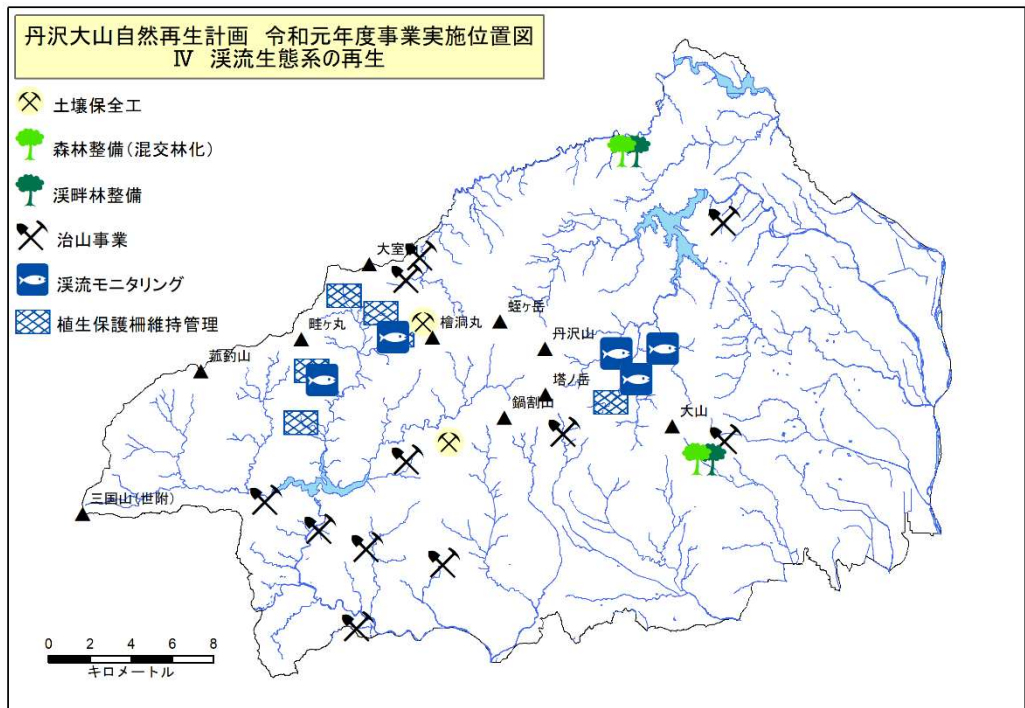 丹沢大山自然再生計画 令和元年度事業実施位置図
Ⅳ 渓流生態系の再生
土壌保全工
森林整備(混交林化)
渓畔林整備
治山事業
渓流モニタリング
植生保護柵維持管理
大室山
畦ヶ丸
菰釣山
檜洞丸
蛭ヶ岳
丹沢山
塔ノ岳
鍋割山
大山
三国山(世附)
0 2 4 6 8
キロメートル